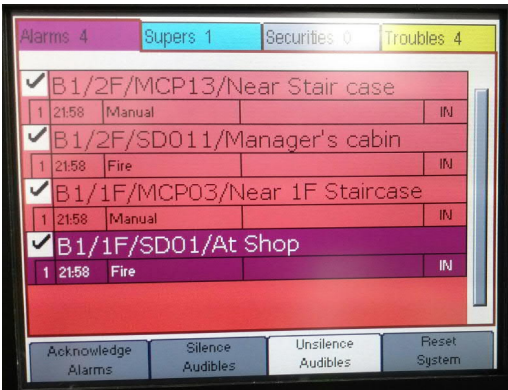 Alarms 4 Supers 1 Securities 0 Troubles 4
B1/2F/MCP13/Near Stair case
1 21:58 Manual IN
B1/2F/SD011/Manager's cabin
1 21:58 Fire IN
B1/1F/MCP03/Near 1F Staircase
1 21:58 Manual IN
B1/1F/SD01/At Shop
1 21:58 Fire IN
Acknowledge Silence Unsilence Reset
Alarms Audibles Audibles System